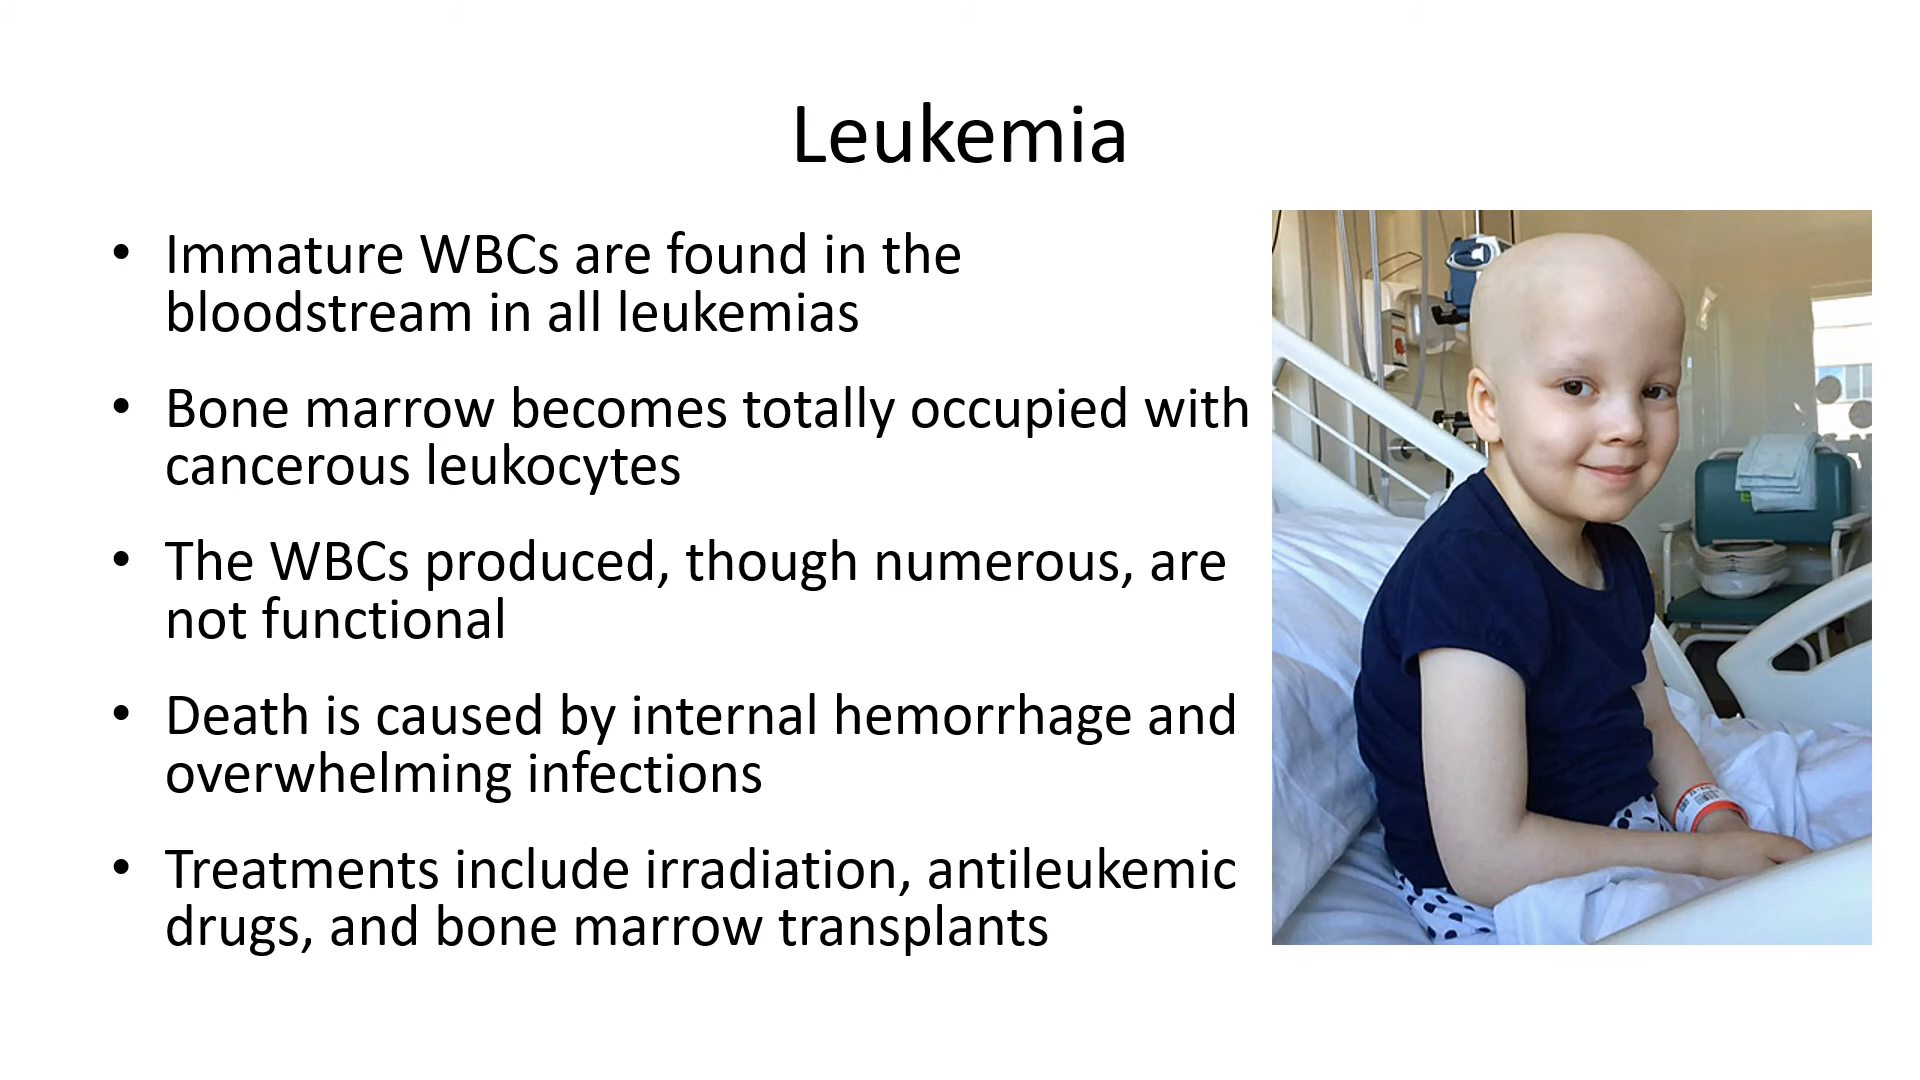 Leukemia
• Immature WBCs are found in the
bloodstream in all leukemias
• Bone marrow becomes totally occupied with
cancerous leukocytes
• The WBCs produced, though numerous, are
not functional
• Death is caused by internal hemorrhage and
overwhelming infections
• Treatments include irradiation, antileukemic
drugs, and bone marrow transplants